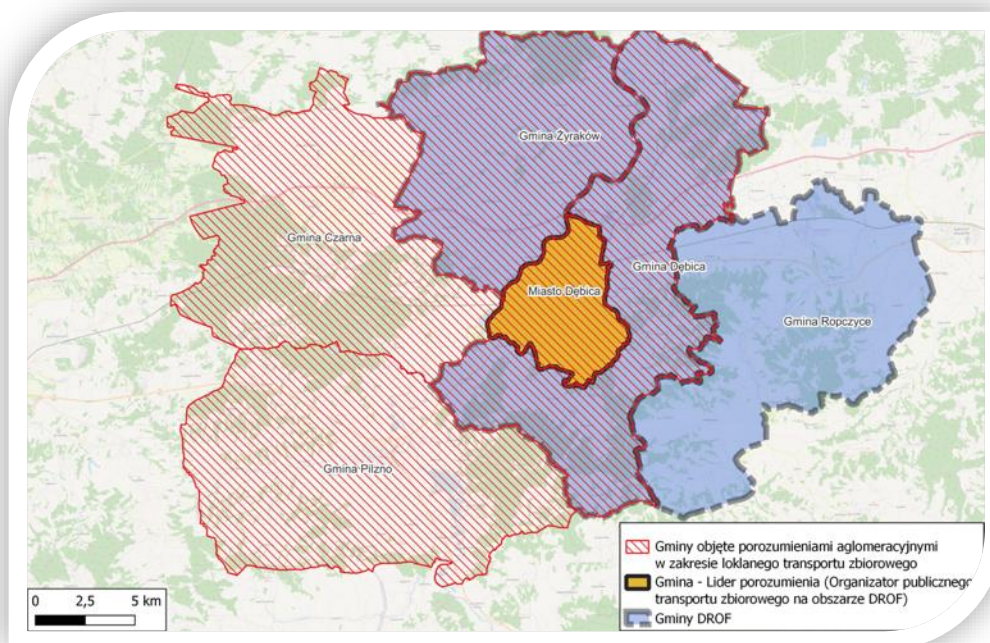 Gmina Żyraków
Gmina Czarna
Gmina Dębica
Miasto Dębica
Gmina Ropczyce
Gmina Pilzno
Gminy objęte porozumieniami aglomeracyjnymi
w zakresie loklanego transportu zbiorowego
Gmina - Lider porozumienia (Organizator publicznego
transportu zbiorowego na obszarze DROF)
Gminy DROF
0 2,5 5 km